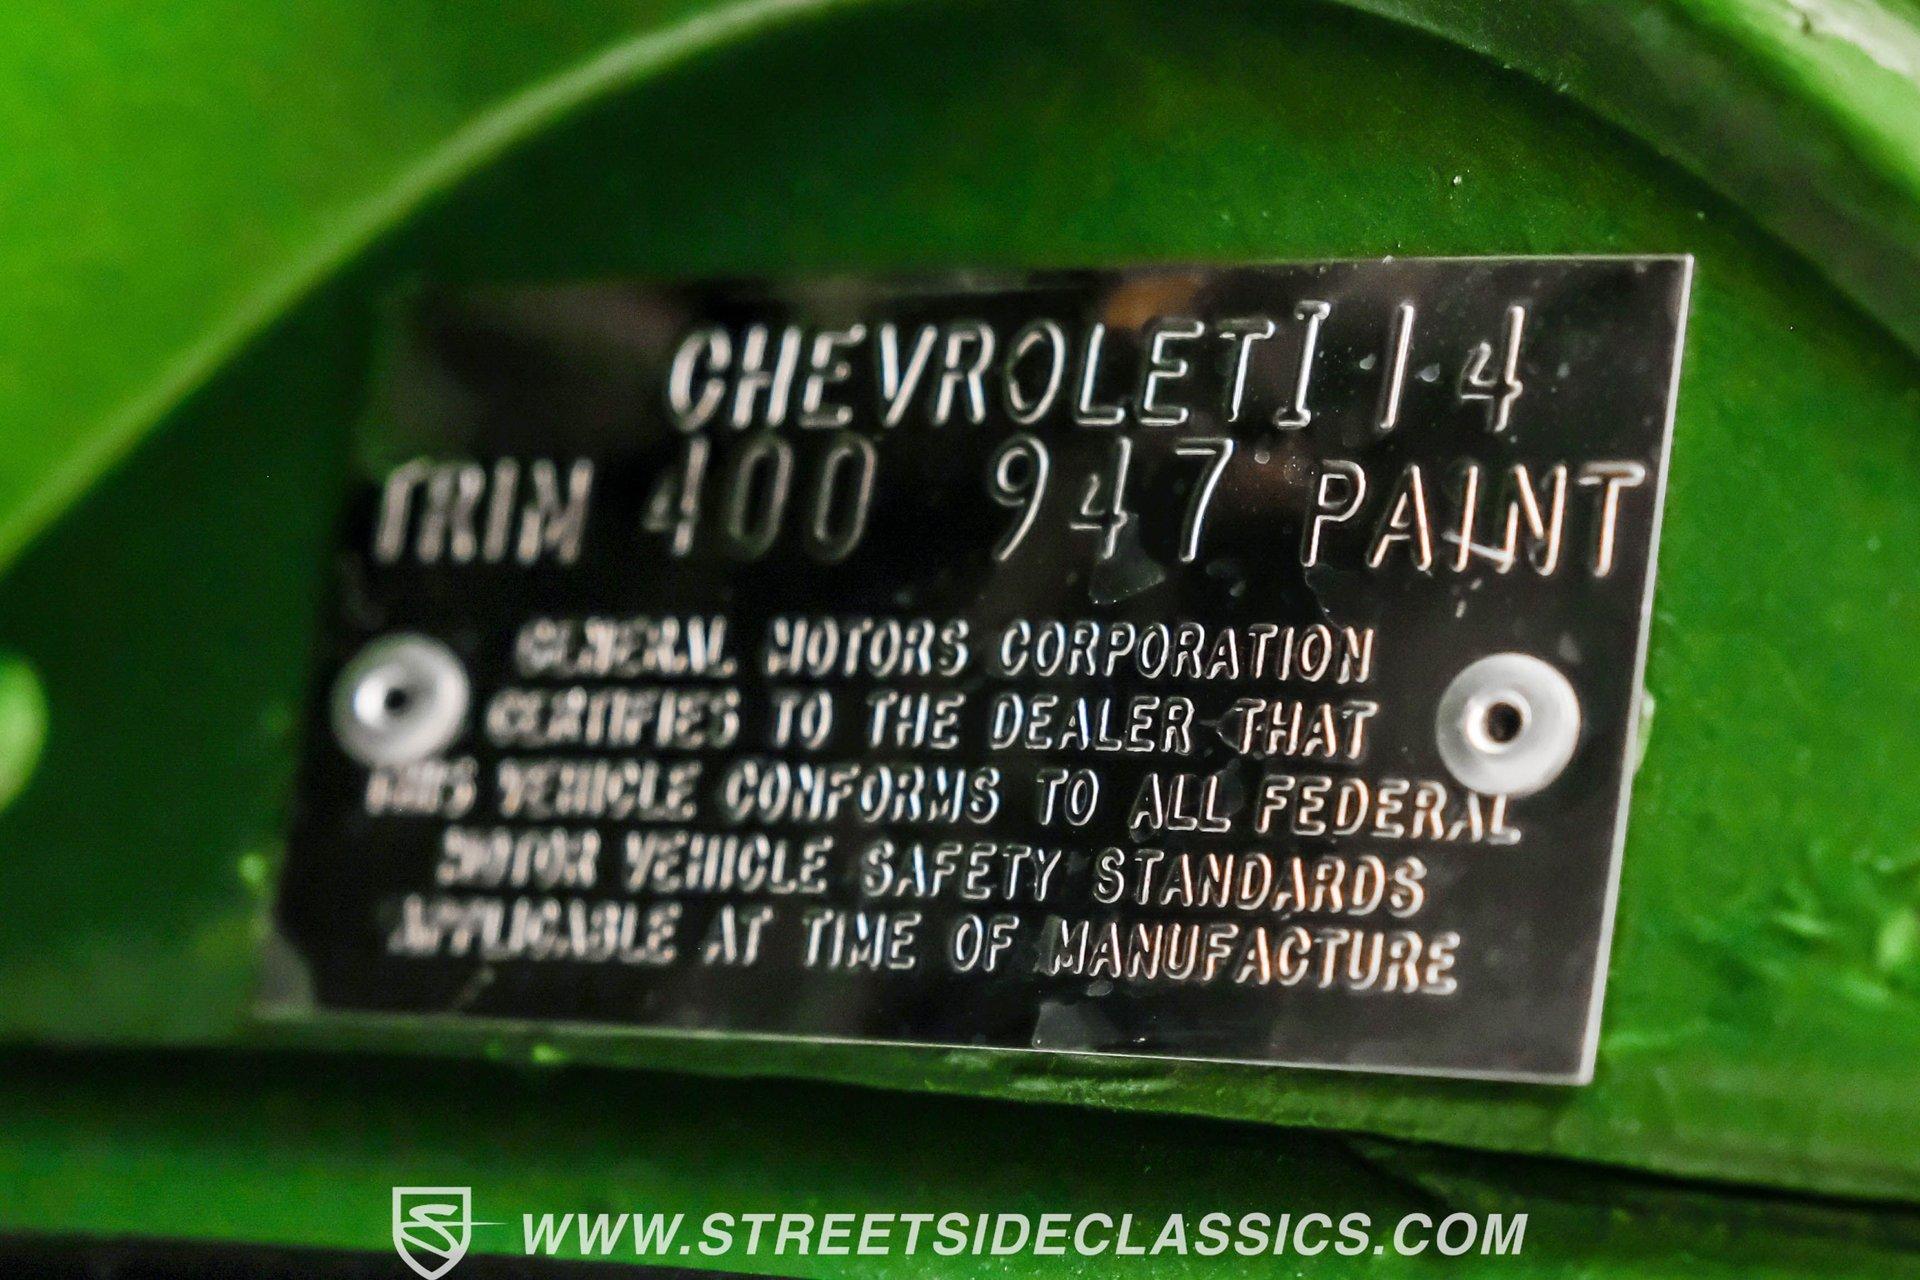 CHEVROLET I 14
TRIM 400 947 PAINT
GENERAL MOTORS CORPORATION
CERTIFIES TO THE DEALER THAT
THIS VEHICLE CONFORMS TO ALL FEDERAL
MOTOR VEHICLE SAFETY STANDARDS
APPLICABLE AT TIME OF MANUFACTURE
WWW.STREETSIDECLASSICS.COM